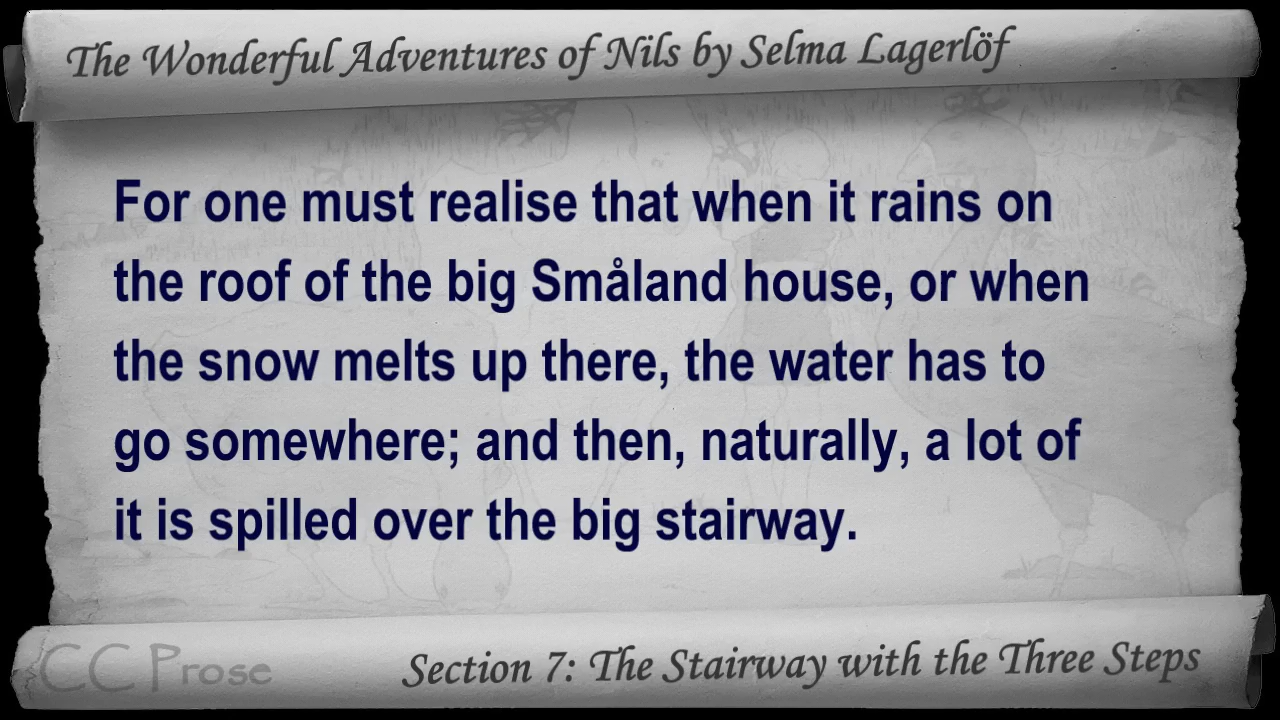 The Wonderful Adventures of Nils by Selma Lagerlöf
For one must realise that when it rains on
the roof of the big Småland house, or when
the snow melts up there, the water has to
go somewhere; and then, naturally, a lot of
it is spilled over the big stairway.
CC Prose
Section 7: The Stairway with the Three Steps